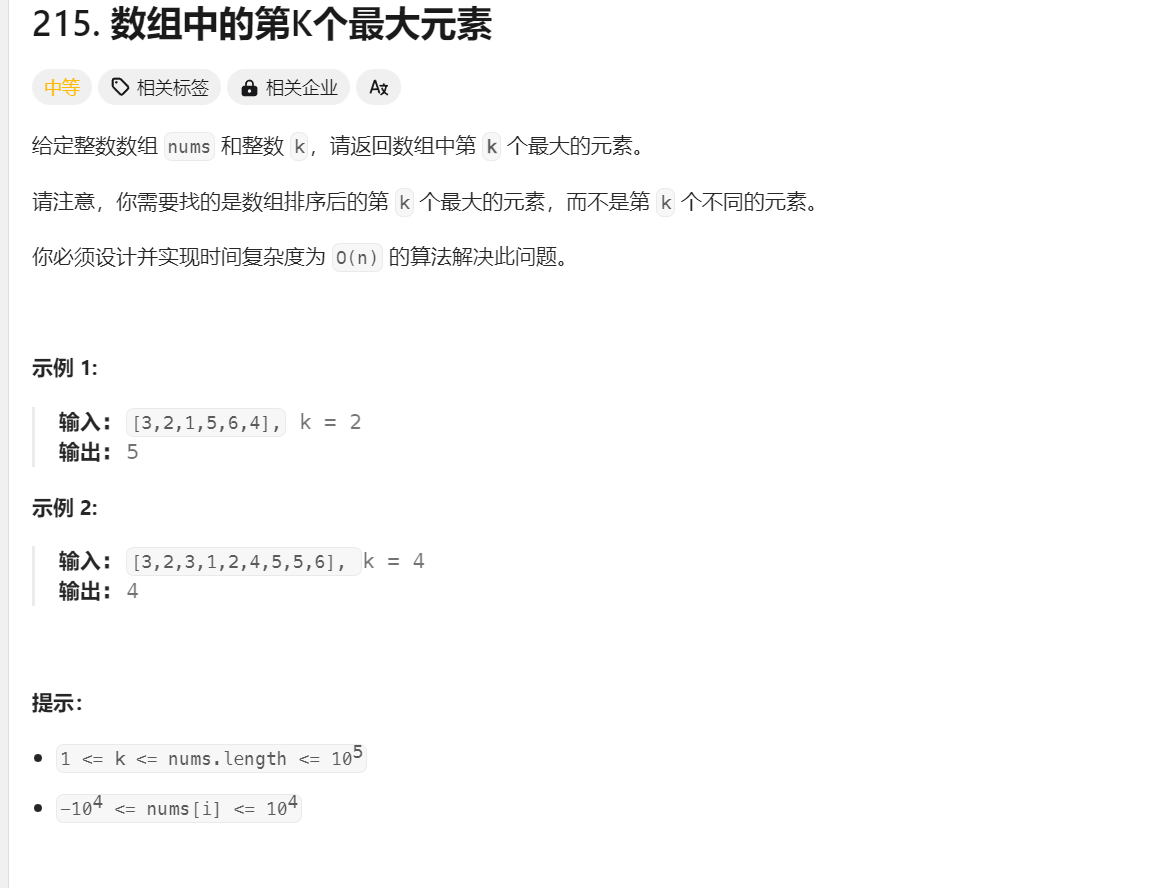 215. 数组中的第K个最大元素
中等 相关标签 相关企业 A文
给定整数数组 nums 和整数 k，请返回数组中第 k 个最大的元素。
请注意，你需要找的是数组排序后的第 k 个最大的元素，而不是第 k 个不同的元素。
你必须设计并实现时间复杂度为 O(n) 的算法解决此问题。
示例 1:
输入： [3,2,1,5,6,4], k = 2
输出： 5
示例 2:
输入： [3,2,3,1,2,4,5,5,6], k = 4
输出： 4
提示：
1 <= k <= nums.length <= 10⁵
-10⁴ <= nums[i] <= 10⁴